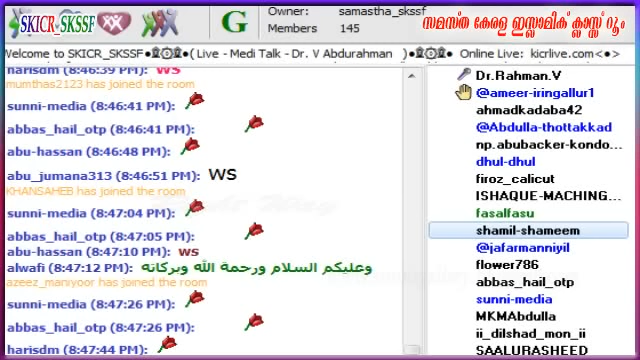 SKICR_SKSSF
G
Owner: samastha_skssf
Members 145
സമസ്ത കേരള ഇസ്ലാമിക് ക്ലാസ്സ് റൂം
Welcome to SKICR_SKSSF ( Live - Medi Talk - Dr. V Abdurahman ) Online Live: kicrlive.com
harisdm (8:46:39 PM): ws
mumthas2123 has joined the room
sunni-media (8:46:41 PM):
abbas_hail_otp (8:46:41 PM):
abu-hassan (8:46:48 PM):
abu_jumana313 (8:46:51 PM): ws
KHANSAHEB has joined the room
sunni-media (8:47:04 PM):
abbas_hail_otp (8:47:05 PM):
abu-hassan (8:47:10 PM): ws
alwafi (8:47:12 PM): وعليكم السلام ورحمة الله وبركاته
azeez_maniyoor has joined the room
sunni-media (8:47:26 PM):
abbas_hail_otp (8:47:26 PM):
harisdm (8:47:44 PM):
Dr.Rahman.V
@ameer-iringallur1
ahmadkadaba42
@Abdulla-thottakkad
np.abubacker-kondo...
dhul-dhul
firoz_calicut
ISHAQUE-MACHING...
fasalfasu
shamil-shameem
@jafarmanniyil
flower786
abbas_hail_otp
sunni-media
MKMAbdulla
ii_dilshad_mon_ii
SAALURASHEED